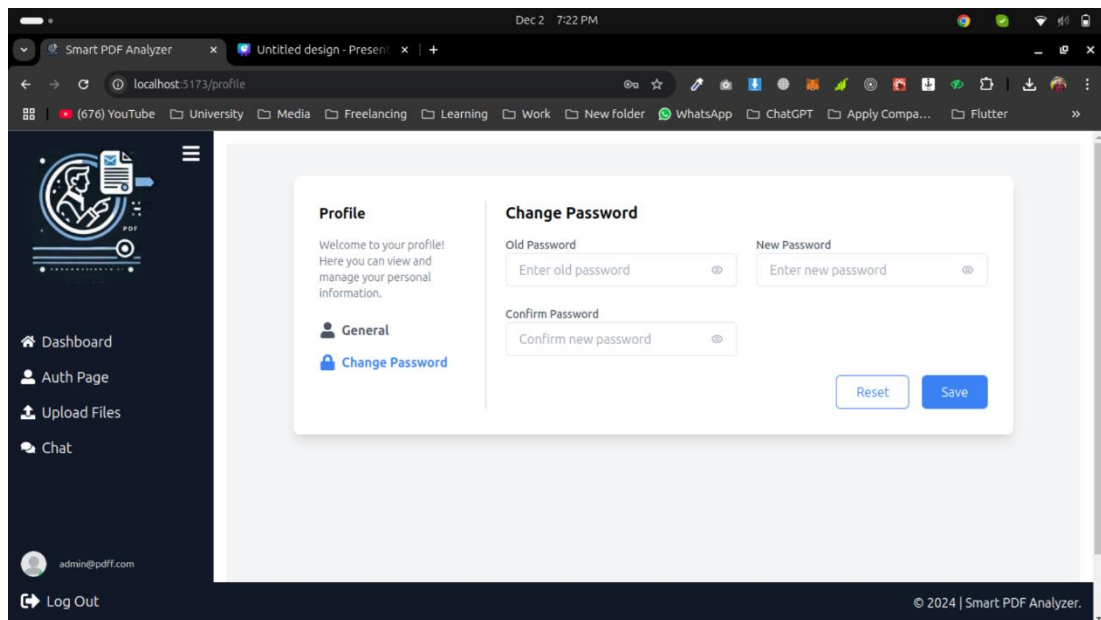 Dec 2 7:22 PM
Smart PDF Analyzer
Untitled design - Present
localhost:5173/profile
(676) YouTube University Media Freelancing Learning Work New folder WhatsApp ChatGPT Apply Compa... Flutter »
PDF
Dashboard
Auth Page
Upload Files
Chat
admin@pdff.com
Log Out
Profile
Welcome to your profile!
Here you can view and
manage your personal
information.
General
Change Password
Change Password
Old Password
Enter old password
New Password
Enter new password
Confirm Password
Confirm new password
Reset
Save
© 2024 | Smart PDF Analyzer.